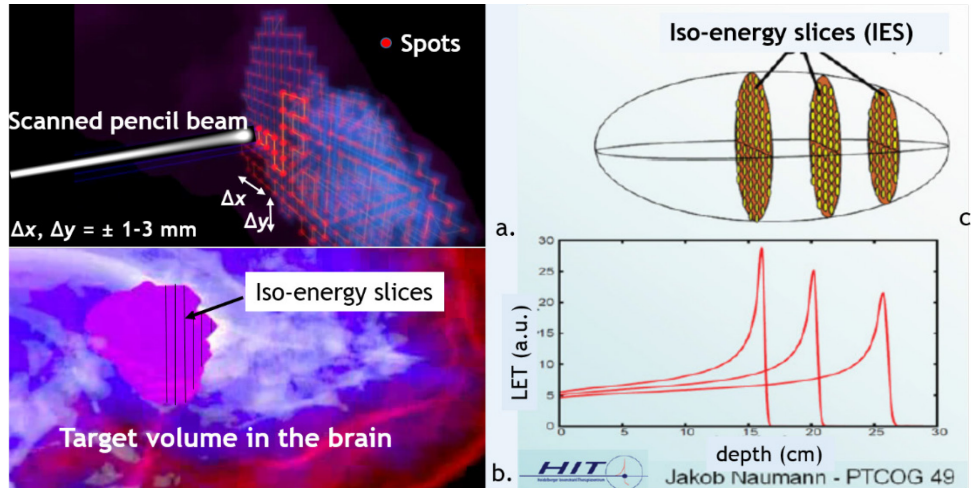 Spots
Scanned pencil beam
Δx
Δy
Δx, Δy = ± 1-3 mm
a.
Iso-energy slices
Target volume in the brain
b.
Iso-energy slices (IES)
c
30
25
20
15
10
5
0
LET (a.u.)
0 5 10 15 20 25 30
depth (cm)
HIT
Jakob Naumann - PTCOG 49